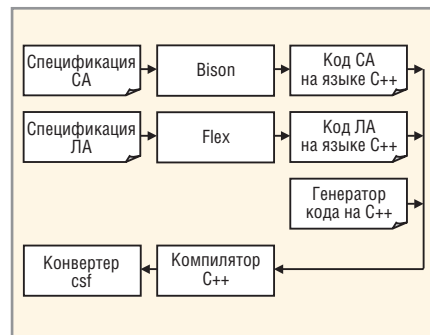 Спецификация
СА
Bison
Код СА
на языке C++
Спецификация
ЛА
Flex
Код ЛА
на языке C++
Генератор
кода на C++
Конвертер
csf
Компилятор
C++